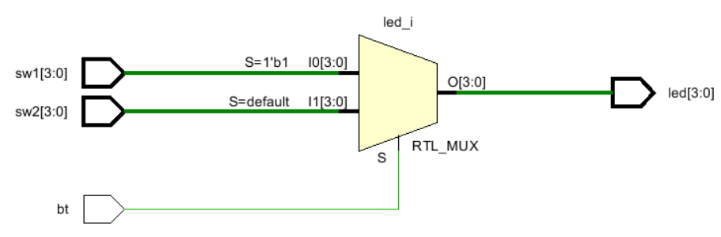 led_i
S=1'b1 I0[3:0]
sw1[3:0]
O[3:0]
led[3:0]
S=default I1[3:0]
sw2[3:0]
S
RTL_MUX
bt